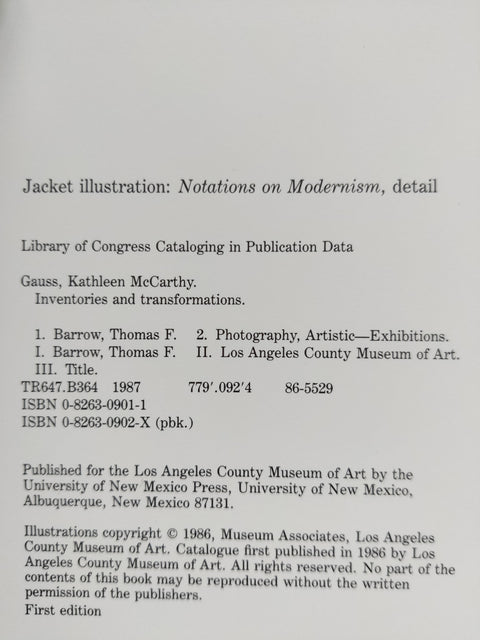 Jacket illustration: Notations on Modernism, detail
Library of Congress Cataloging in Publication Data
Gauss, Kathleen McCarthy.
Inventories and transformations.
1. Barrow, Thomas F. 2. Photography, Artistic—Exhibitions.
I. Barrow, Thomas F. II. Los Angeles County Museum of Art.
III. Title.
TR647.B364 1987 779′.092′4 86-5529
ISBN 0-8263-0901-1
ISBN 0-8263-0902-X (pbk.)
Published for the Los Angeles County Museum of Art by the
University of New Mexico Press, University of New Mexico,
Albuquerque, New Mexico 87131.
Illustrations copyright © 1986, Museum Associates, Los Angeles
County Museum of Art. Catalogue first published in 1986 by Los
Angeles County Museum of Art. All rights reserved. No part of the
contents of this book may be reproduced without the written
permission of the publishers.
First edition